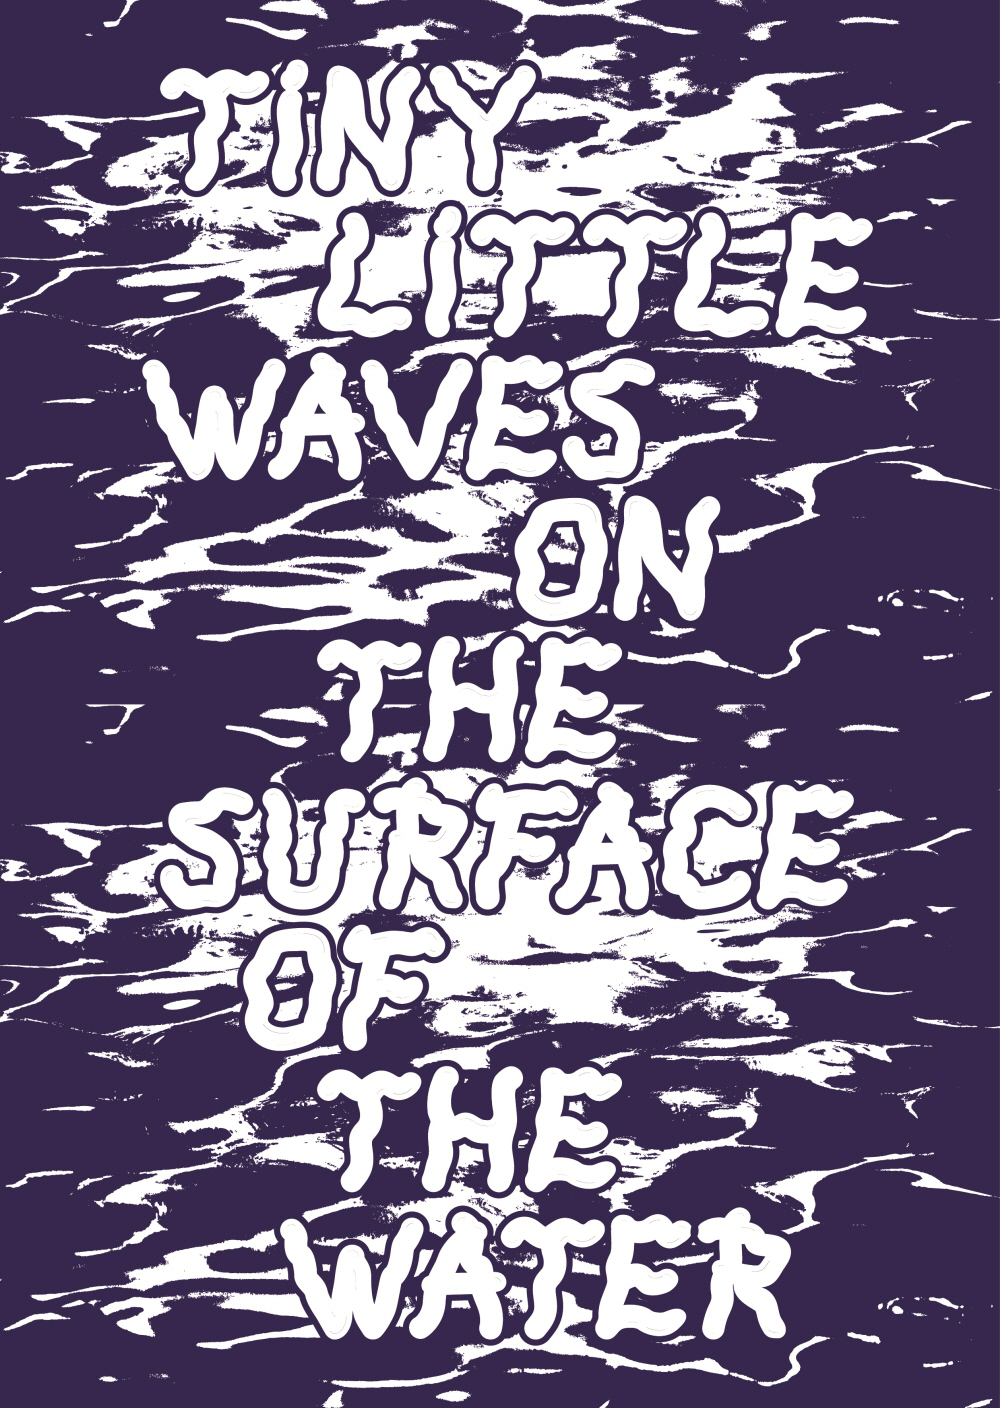 TiNY
LiTTLE
WAVES
ON
THE
SURFACE
OF
THE
WATER